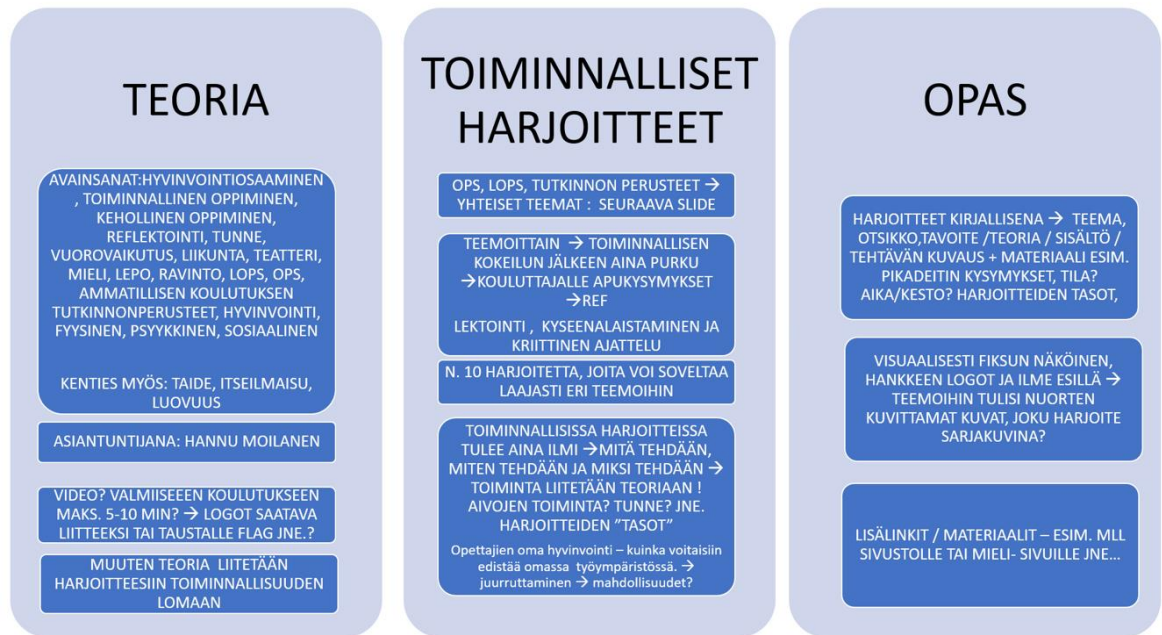 TEORIA
AVAINSANAT:HYVINVOINTIOSAAMINEN
, TOIMINNALLINEN OPPIMINEN,
KEHOLLINEN OPPIMINEN,
REFLEKTOINTI, TUNNE,
VUOROVAIKUTUS, LIIKUNTA, TEATTERI,
MIELI, LEPO, RAVINTO, LOPS, OPS,
AMMATILLISEN KOULUTUKSEN
TUTKINNONPERUSTEET, HYVINVOINTI,
FYYSINEN, PSYYKKINEN, SOSIAALINEN
KENTIES MYÖS: TAIDE, ITSEILMAISU,
LUOVUUS
ASIANTUNTIJANA: HANNU MOILANEN
VIDEO? VALMIISEEEN KOULUTUKSEEN
MAKS. 5-10 MIN? → LOGOT SAATAVA
LIITTEEKSI TAI TAUSTALLE FLAG JNE.?
MUUTEN TEORIA LIITETÄÄN
HARJOITTEESIIN TOIMINNALLISUUDEN
LOMAAN
TOIMINNALLISET
HARJOITTEET
OPS, LOPS, TUTKINNON PERUSTEET →
YHTEISET TEEMAT : SEURAAVA SLIDE
TEEMOITTAIN → TOIMINNALLISEN
KOKEILUN JÄLKEEN AINA PURKU
→KOULUTTAJALLE APUKYSYMYKSET
→REF
LEKTOINTI , KYSEENALAISTAMINEN JA
KRIITTINEN AJATTELU
N. 10 HARJOITETTA, JOITA VOI SOVELTAA
LAAJASTI ERI TEEMOIHIN
TOIMINNALLISISSA HARJOITTEISSA
TULEE AINA ILMI →MITÄ TEHDÄÄN,
MITEN TEHDÄÄN JA MIKSI TEHDÄÄN →
TOIMINTA LIITETÄÄN TEORIAAN !
AIVOJEN TOIMINTA? TUNNE? JNE.
HARJOITTEIDEN ”TASOT”
Opettajien oma hyvinvointi – kuinka voitaisiin
edistää omassa työympäristössä. →
juurruttaminen → mahdollisuudet?
OPAS
HARJOITTEET KIRJALLISENA → TEEMA,
OTSIKKO,TAVOITE /TEORIA / SISÄLTÖ /
TEHTÄVÄN KUVAUS + MATERIAALI ESIM.
PIKADEITIN KYSYMYKSET, TILA?
AIKA/KESTO? HARJOITTEIDEN TASOT,
VISUAALISESTI FIKSUN NÄKÖINEN,
HANKKEEN LOGOT JA ILME ESILLÄ →
TEEMOIHIN TULISI NUORTEN
KUVITTAMAT KUVAT, JOKU HARJOITE
SARJAKUVINA?
LISÄLINKIT / MATERIAALIT – ESIM. MLL
SIVUSTOLLE TAI MIELI- SIVUILLE JNE…